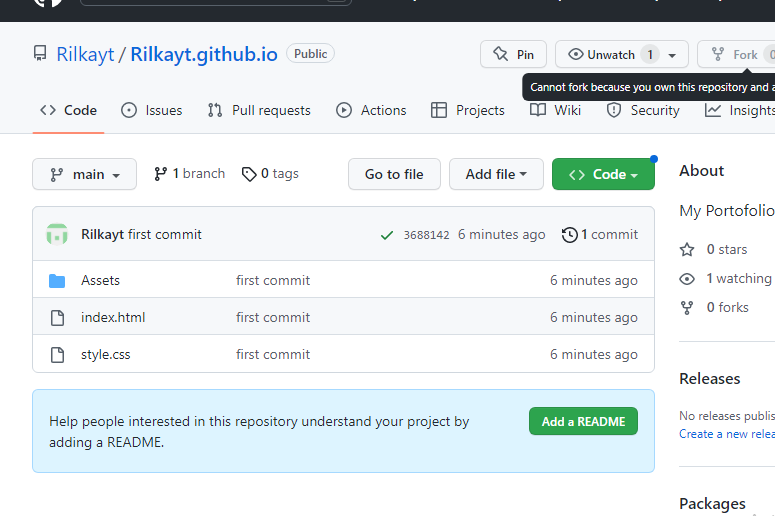 Rilkayt / Rilkayt.github.io Public
Pin
Unwatch 1
Fork
Cannot fork because you own this repository and
Code Issues Pull requests Actions Projects Wiki Security Insights
main 1 branch 0 tags Go to file Add file Code
Rilkayt first commit 3688142 6 minutes ago 1 commit
Assets first commit 6 minutes ago
index.html first commit 6 minutes ago
style.css first commit 6 minutes ago
Help people interested in this repository understand your project by
adding a README.
Add a README
About
My Portofolio
0 stars
1 watching
0 forks
Releases
No releases
Create a new
Packages